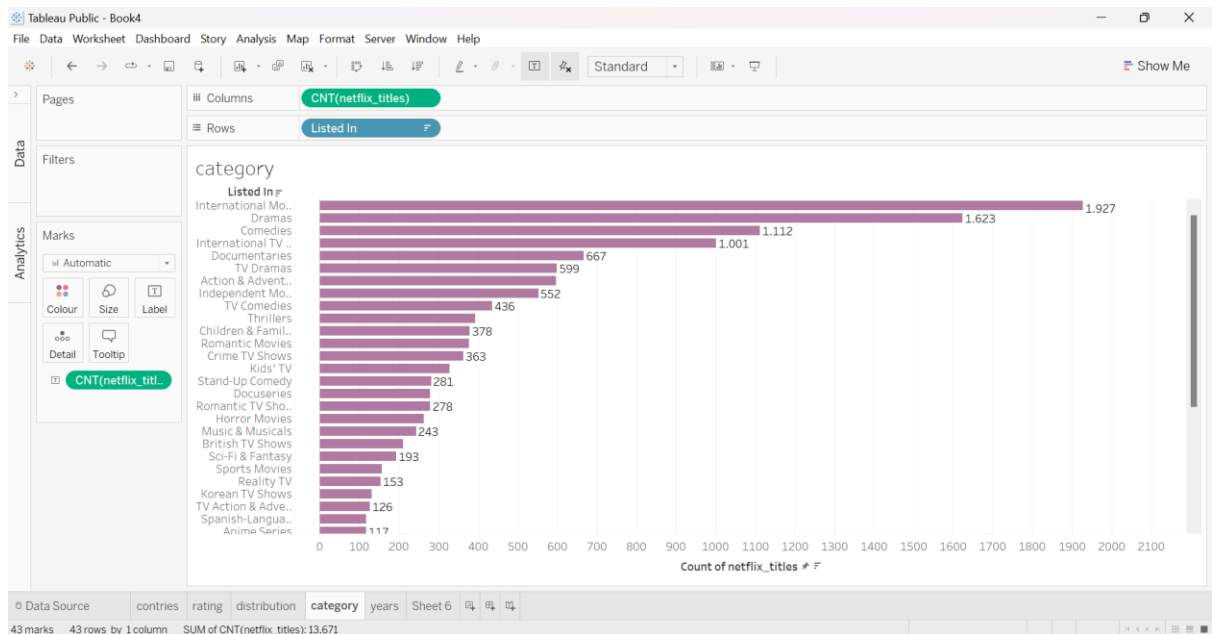 Tableau Public - Book4
File Data Worksheet Dashboard Story Analysis Map Format Server Window Help
Standard
Show Me
Pages
Columns
CNT(netflix_titles)
Rows
Listed In
Data
Analytics
Filters
Marks
Automatic
Colour Size Label
Detail Tooltip
CNT(netflix_titl..
category
Listed In
International Mo.. 1.927
Dramas 1.623
Comedies 1.112
International TV .. 1.001
Documentaries 667
TV Dramas 599
Action & Advent..
Independent Mo.. 552
TV Comedies 436
Thrillers
Children & Famil.. 378
Romantic Movies
Crime TV Shows 363
Kids' TV
Stand-Up Comedy 281
Docuseries
Romantic TV Sho.. 278
Horror Movies
Music & Musicals 243
British TV Shows
Sci-Fi & Fantasy 193
Sports Movies
Reality TV 153
Korean TV Shows
TV Action & Adve.. 126
Spanish-Langua..
Anime Series 117
0 100 200 300 400 500 600 700 800 900 1000 1100 1200 1300 1400 1500 1600 1700 1800 1900 2000 2100
Count of netflix_titles
Data Source contries rating distribution category years Sheet 6
43 marks 43 rows by 1 column SUM of CNT(netflix_titles): 13,671